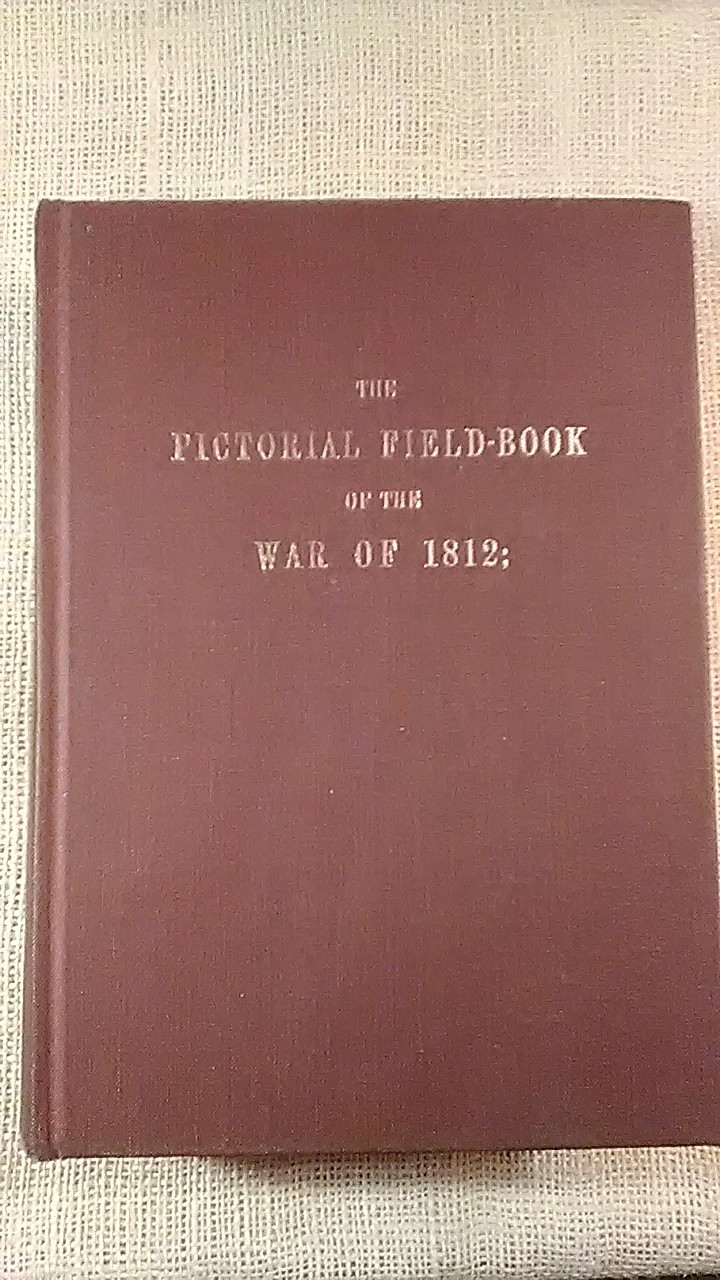 THE
PICTORIAL FIELD-BOOK
OF THE
WAR OF 1812;